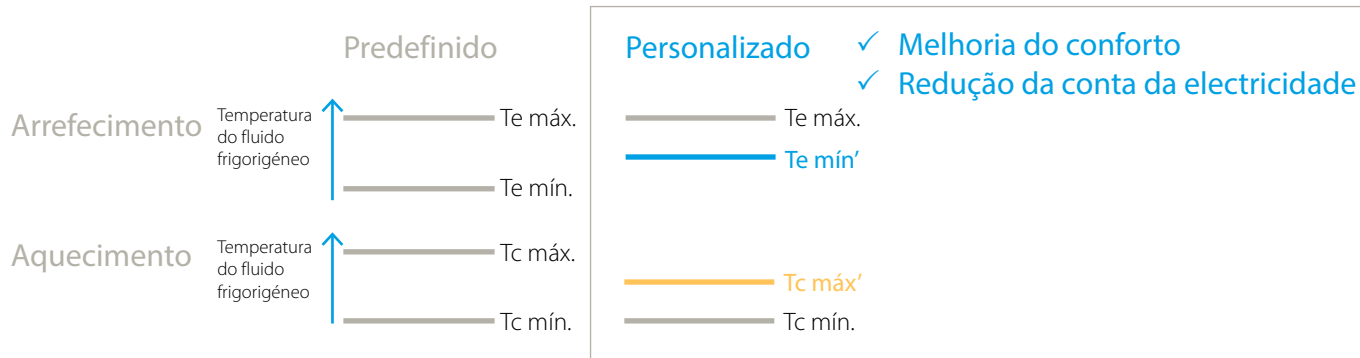 Predefinido
Personalizado
✓ Melhoria do conforto
✓ Redução da conta da electricidade
Arrefecimento
Temperatura
do fluido
frigorigéneo
Te máx.
Te mín.
Te máx.
Te mín’
Aquecimento
Temperatura
do fluido
frigorigéneo
Tc máx.
Tc mín.
Tc máx’
Tc mín.